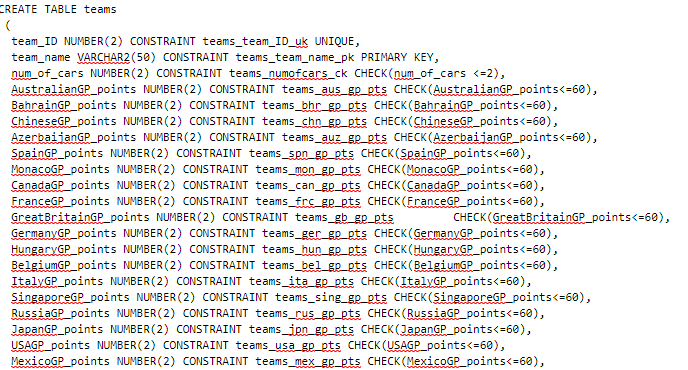 CREATE TABLE teams
(
team_ID NUMBER(2) CONSTRAINT teams_team_ID_uk UNIQUE,
team_name VARCHAR2(50) CONSTRAINT teams_team_name_pk PRIMARY KEY,
num_of_cars NUMBER(2) CONSTRAINT teams_numofcars_ck CHECK(num_of_cars <=2),
AustralianGP_points NUMBER(2) CONSTRAINT teams_aus_gp_pts CHECK(AustralianGP_points<=60),
BahrainGP_points NUMBER(2) CONSTRAINT teams_bhr_gp_pts CHECK(BahrainGP_points<=60),
ChineseGP_points NUMBER(2) CONSTRAINT teams_chn_gp_pts CHECK(ChineseGP_points<=60),
AzerbaijanGP_points NUMBER(2) CONSTRAINT teams_auz_gp_pts CHECK(AzerbaijanGP_points<=60),
SpainGP_points NUMBER(2) CONSTRAINT teams_spn_gp_pts CHECK(SpainGP_points<=60),
MonacoGP_points NUMBER(2) CONSTRAINT teams_mon_gp_pts CHECK(MonacoGP_points<=60),
CanadaGP_points NUMBER(2) CONSTRAINT teams_can_gp_pts CHECK(CanadaGP_points<=60),
FranceGP_points NUMBER(2) CONSTRAINT teams_frc_gp_pts CHECK(FranceGP_points<=60),
GreatBritainGP_points NUMBER(2) CONSTRAINT teams_gb_gp_pts CHECK(GreatBritainGP_points<=60),
GermanyGP_points NUMBER(2) CONSTRAINT teams_ger_gp_pts CHECK(GermanyGP_points<=60),
HungaryGP_points NUMBER(2) CONSTRAINT teams_hun_gp_pts CHECK(HungaryGP_points<=60),
BelgiumGP_points NUMBER(2) CONSTRAINT teams_bel_gp_pts CHECK(BelgiumGP_points<=60),
ItalyGP_points NUMBER(2) CONSTRAINT teams_ita_gp_pts CHECK(ItalyGP_points<=60),
SingaporeGP_points NUMBER(2) CONSTRAINT teams_sing_gp_pts CHECK(SingaporeGP_points<=60),
RussiaGP_points NUMBER(2) CONSTRAINT teams_rus_gp_pts CHECK(RussiaGP_points<=60),
JapanGP_points NUMBER(2) CONSTRAINT teams_jpn_gp_pts CHECK(JapanGP_points<=60),
USAGP_points NUMBER(2) CONSTRAINT teams_usa_gp_pts CHECK(USAGP_points<=60),
MexicoGP_points NUMBER(2) CONSTRAINT teams_mex_gp_pts CHECK(MexicoGP_points<=60),